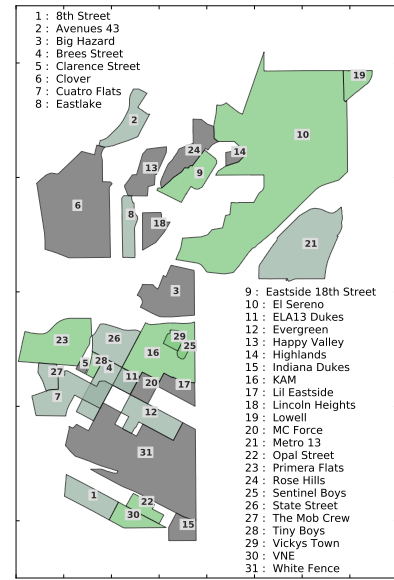 1 : 8th Street
2 : Avenues 43
3 : Big Hazard
4 : Brees Street
5 : Clarence Street
6 : Clover
7 : Cuatro Flats
8 : Eastlake
19
2
10
24
14
13
9
6
8
18
21
3
9 : Eastside 18th Street
10 : El Sereno
11 : ELA13 Dukes
12 : Evergreen
13 : Happy Valley
14 : Highlands
15 : Indiana Dukes
16 : KAM
17 : Lil Eastside
18 : Lincoln Heights
19 : Lowell
20 : MC Force
21 : Metro 13
22 : Opal Street
23 : Primera Flats
24 : Rose Hills
25 : Sentinel Boys
26 : State Street
27 : The Mob Crew
28 : Tiny Boys
29 : Vickys Town
30 : VNE
31 : White Fence
23
26
29
25
16
28
5
4
27
11
20
17
7
12
31
1
22
30
15